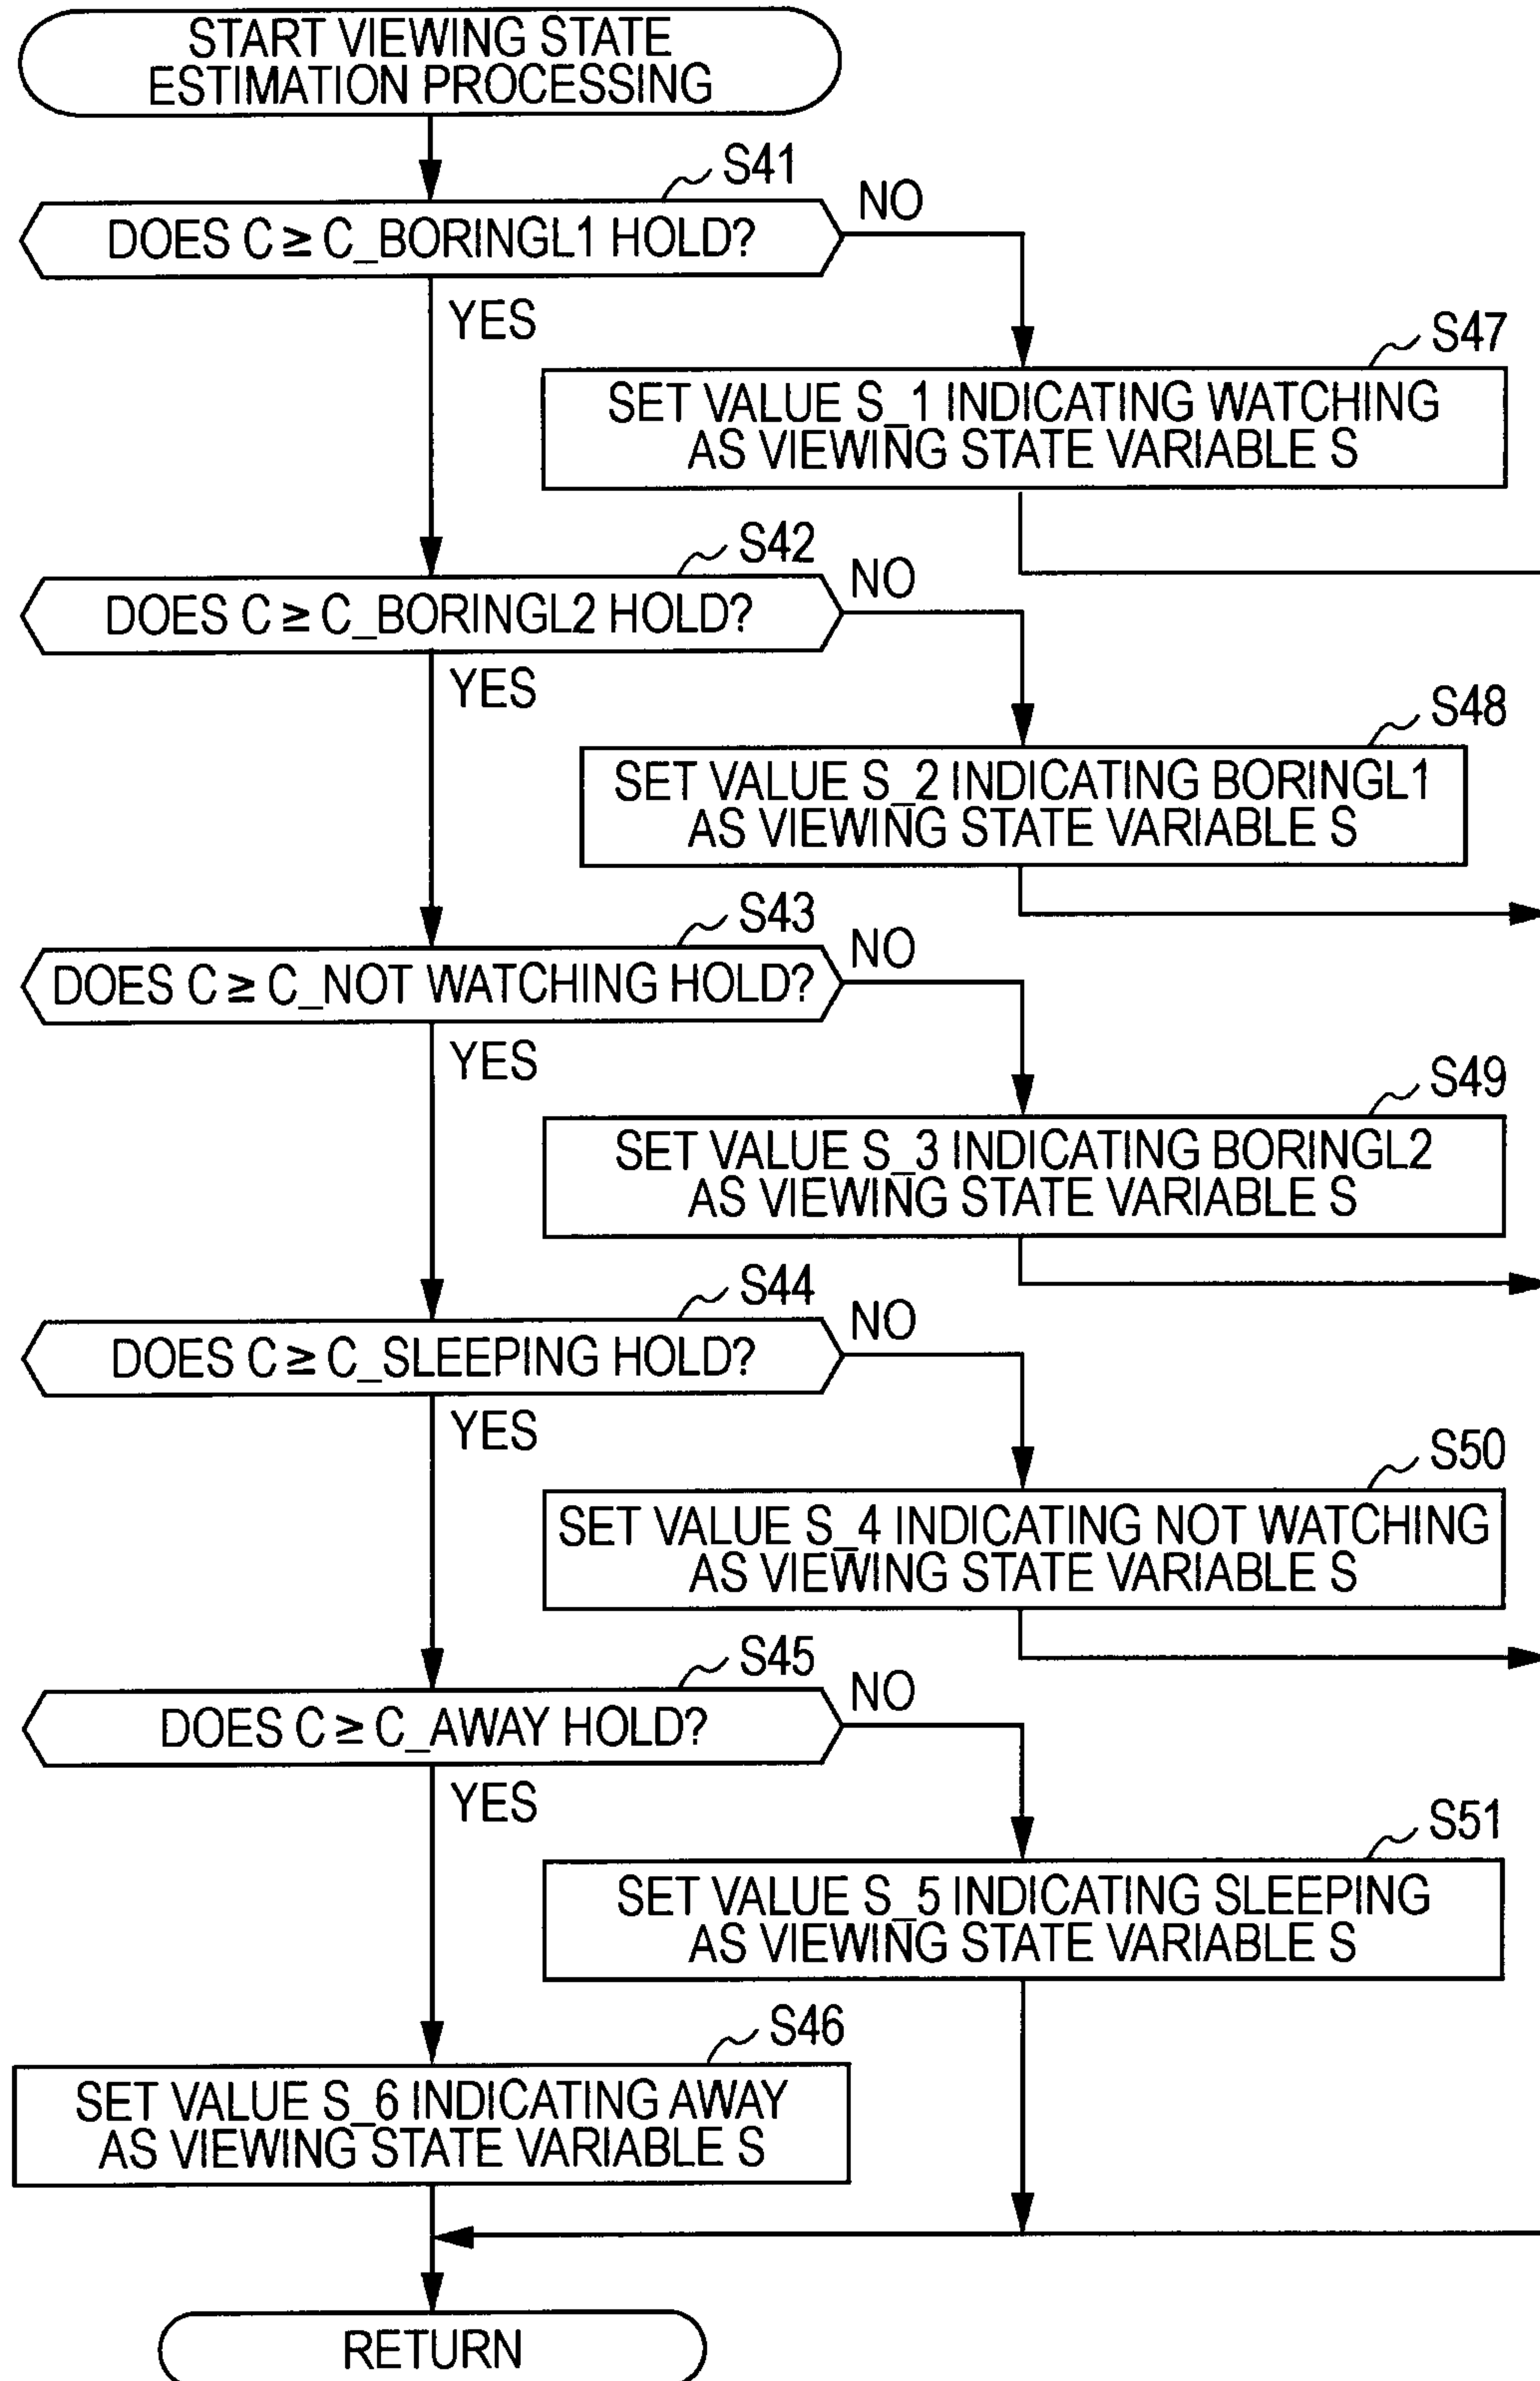 START VIEWING STATE
ESTIMATION PROCESSING
S41
DOES C ≥ C_BORINGL1 HOLD?
NO
YES
S47
SET VALUE S_1 INDICATING WATCHING
AS VIEWING STATE VARIABLE S
S42
DOES C ≥ C_BORINGL2 HOLD?
NO
YES
S48
SET VALUE S_2 INDICATING BORINGL1
AS VIEWING STATE VARIABLE S
S43
DOES C ≥ C_NOT WATCHING HOLD?
NO
YES
S49
SET VALUE S_3 INDICATING BORINGL2
AS VIEWING STATE VARIABLE S
S44
DOES C ≥ C_SLEEPING HOLD?
NO
YES
S50
SET VALUE S_4 INDICATING NOT WATCHING
AS VIEWING STATE VARIABLE S
S45
DOES C ≥ C_AWAY HOLD?
NO
YES
S51
SET VALUE S_5 INDICATING SLEEPING
AS VIEWING STATE VARIABLE S
S46
SET VALUE S_6 INDICATING AWAY
AS VIEWING STATE VARIABLE S
RETURN